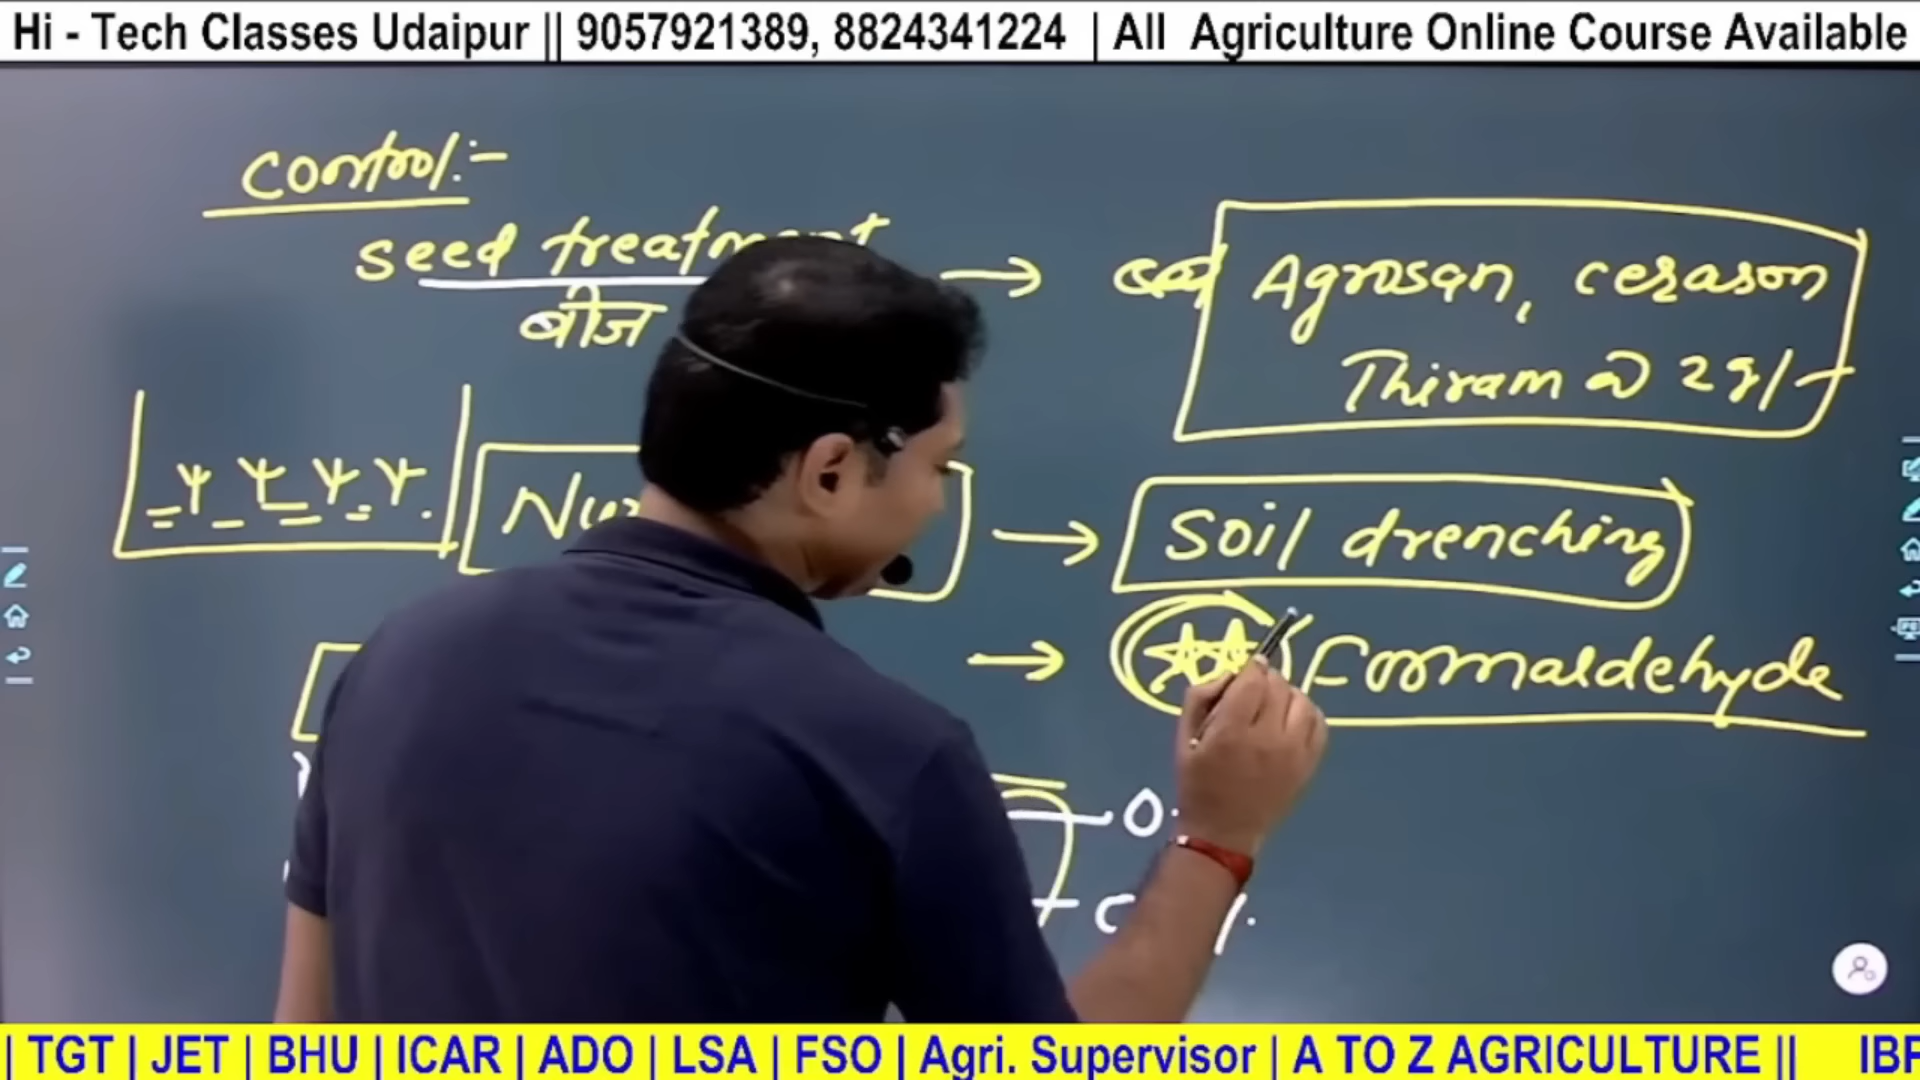 Hi - Tech Classes Udaipur || 9057921389, 8824341224 | All Agriculture Online Course Available
Control:-
seed treatment → Agrosan, cerason
बीज
Thiram @ 2g/-
→ Soil drenching
→ Formaldehyde
| TGT | JET | BHU | ICAR | ADO | LSA | FSO | Agri. Supervisor | A TO Z AGRICULTURE ||